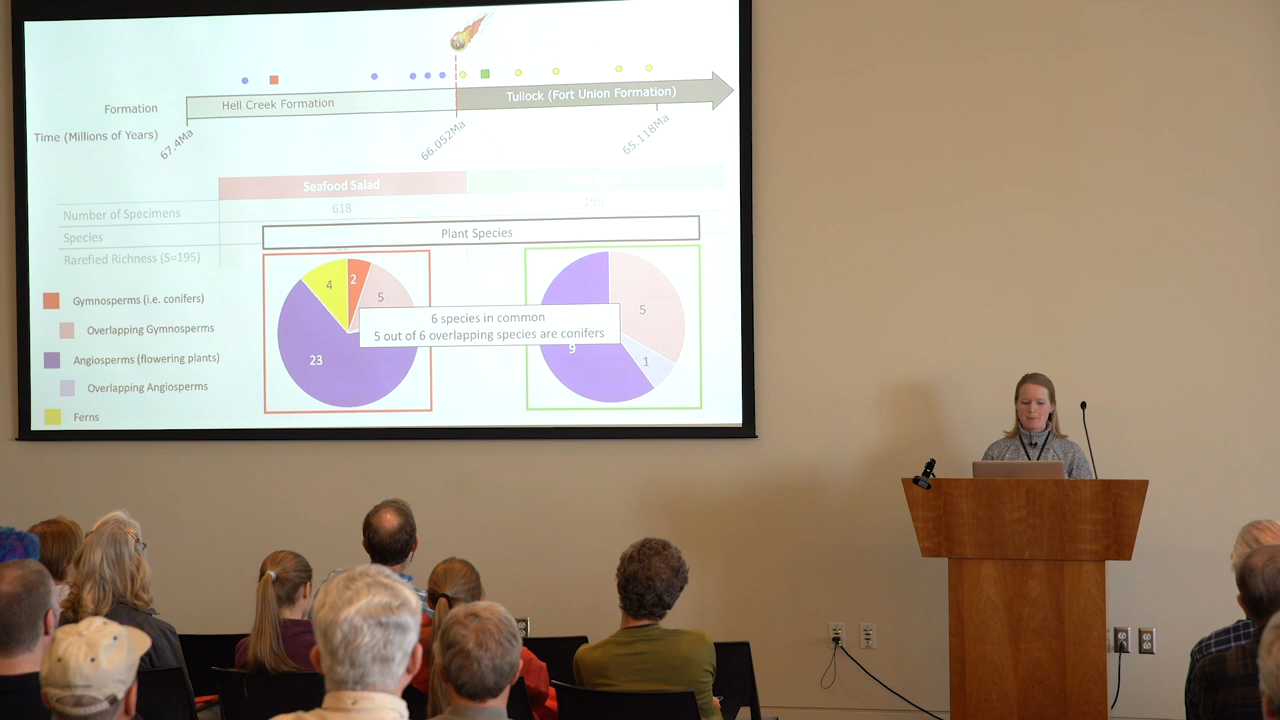 Formation
Hell Creek Formation
Tullock (Fort Union Formation)
Time (Millions of Years)
67.4Ma
66.052Ma
65.118Ma
Seafood Salad
Number of Specimens
618
195
Species
Plant Species
Rarefied Richness (S=195)
Gymnosperms (i.e. conifers)
Overlapping Gymnosperms
Angiosperms (flowering plants)
Overlapping Angiosperms
Ferns
4
2
5
23
6 species in common
5 out of 6 overlapping species are conifers
5
9
1